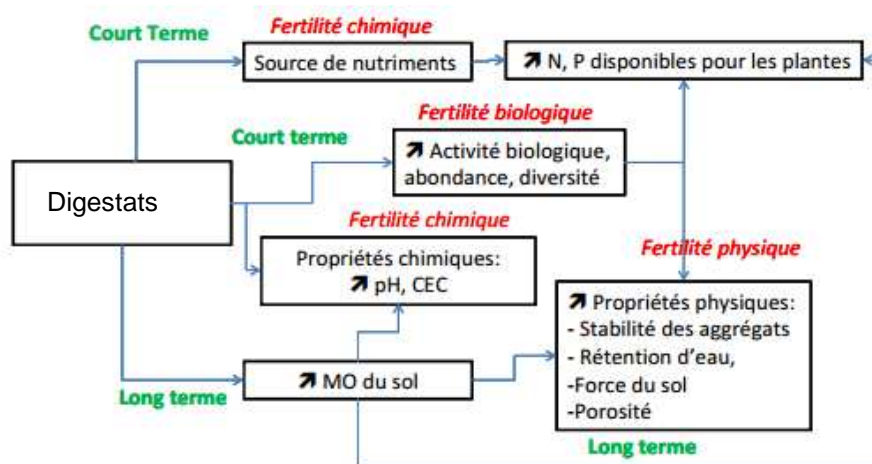 Fertilité chimique
Court Terme
Source de nutriments
↗ N, P disponibles pour les plantes
Fertilité biologique
Court terme
↗ Activité biologique,
abondance, diversité
Digestats
Fertilité chimique
Propriétés chimiques:
↗ pH, CEC
Fertilité physique
↗ Propriétés physiques:
- Stabilité des aggrégats
- Rétention d'eau,
-Force du sol
-Porosité
↗ MO du sol
Long terme
Long terme